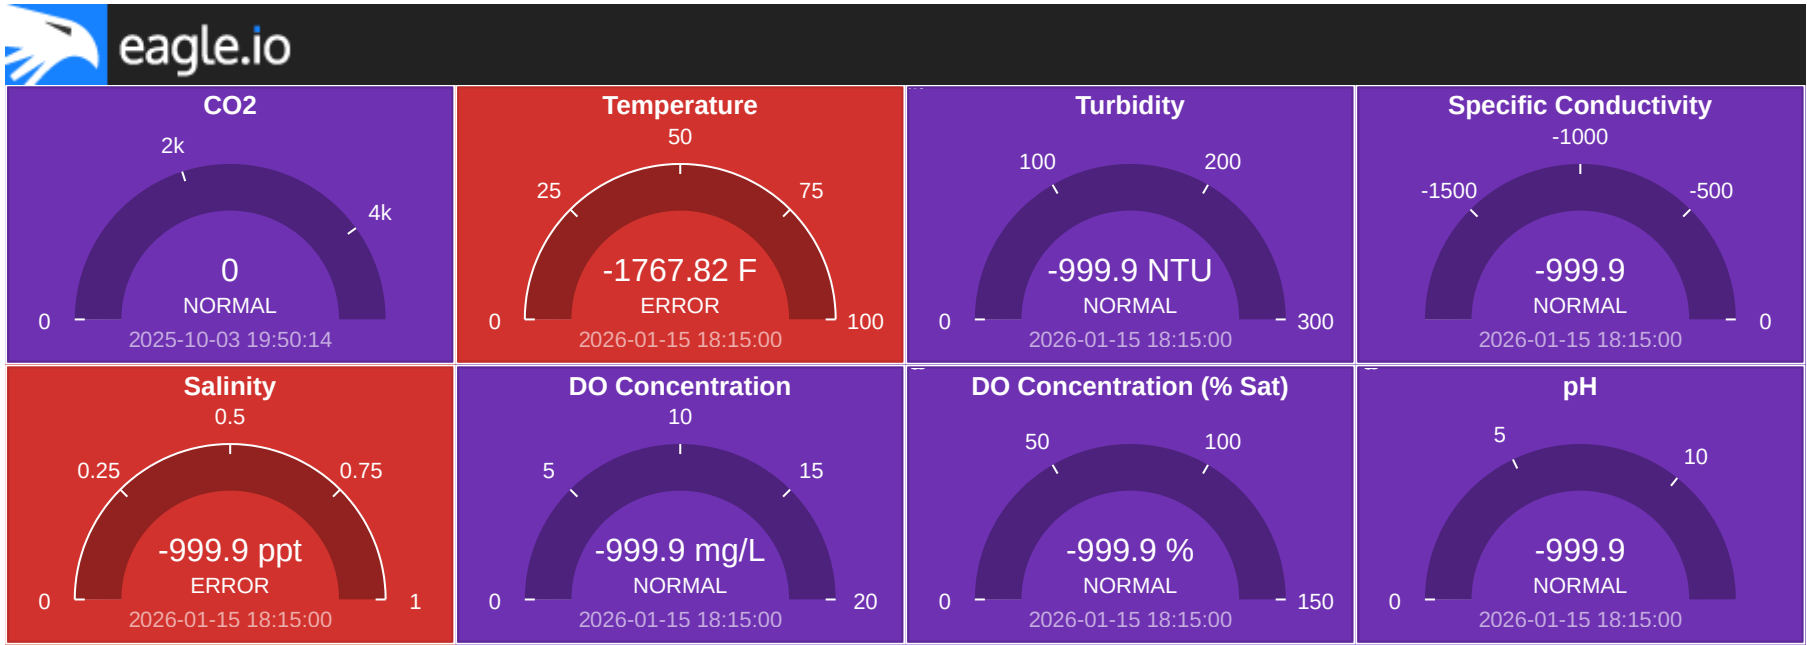 eagle.io
CO2
2k
4k
0
NORMAL
0
2025-10-03 19:50:14
Temperature
50
25
75
-1767.82 F
ERROR
0
100
2026-01-15 18:15:00
Turbidity
100
200
-999.9 NTU
NORMAL
0
300
2026-01-15 18:15:00
Specific Conductivity
-1000
-1500
-500
-999.9
NORMAL
0
2026-01-15 18:15:00
Salinity
0.5
0.25
0.75
-999.9 ppt
ERROR
0
1
2026-01-15 18:15:00
DO Concentration
10
5
15
-999.9 mg/L
NORMAL
0
20
2026-01-15 18:15:00
DO Concentration (% Sat)
50
100
-999.9 %
NORMAL
0
150
2026-01-15 18:15:00
pH
5
10
-999.9
NORMAL
0
2026-01-15 18:15:00